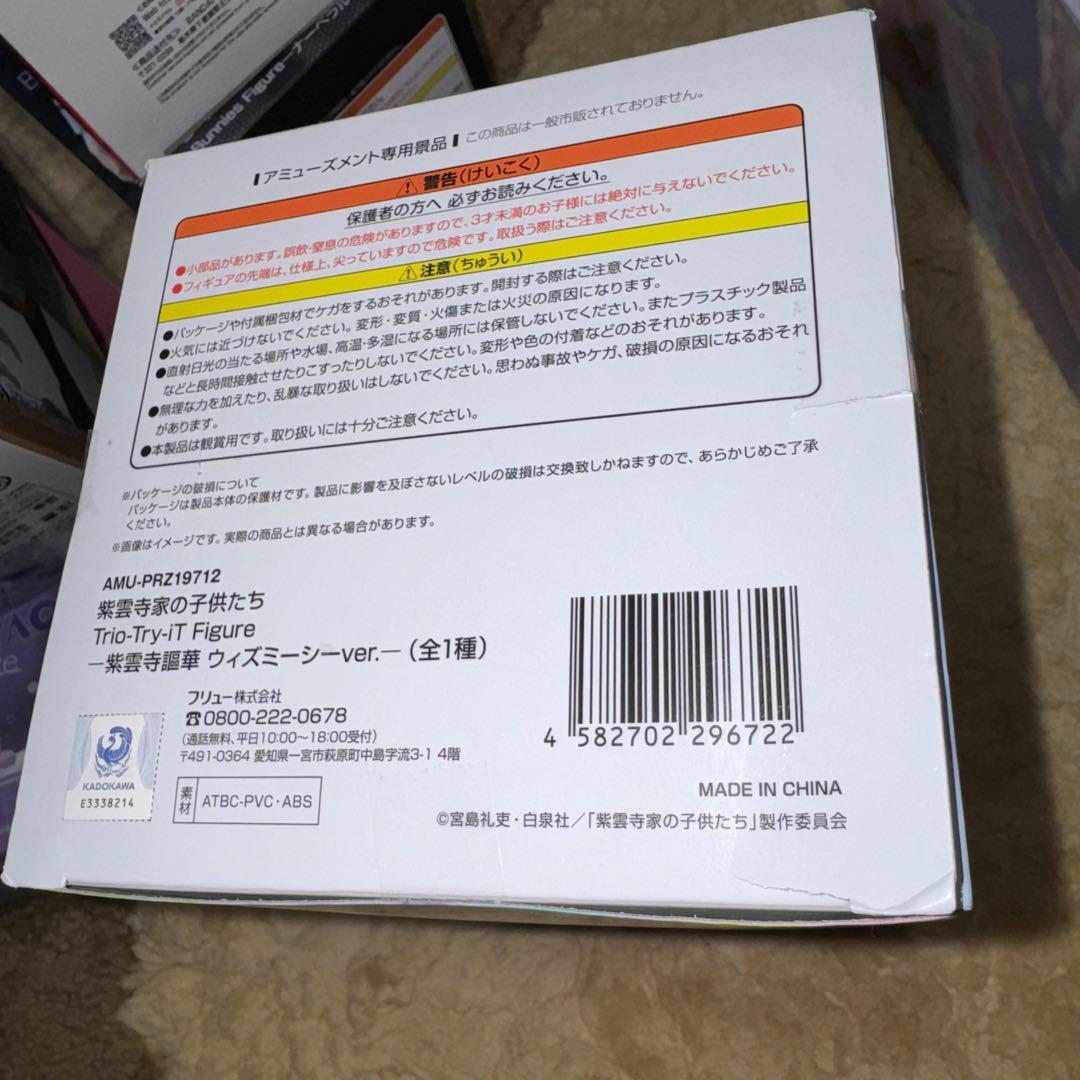 Bunnies Figure-ナーベラル
アミューズメント専用景品 この商品は一般市販されておりません。
警告(けいこく)
保護者の方へ 必ずお読みください。
●小部品があります。誤飲・窒息の危険がありますので、3才未満のお子様には絶対に与えないでください。
●フィギュアの先端は、仕様上、尖っていますので危険です。取扱う際はご注意ください。
注意(ちゅうい)
●パッケージや付属梱包材でケガをするおそれがあります。開封する際はご注意ください。
●火気には近づけないでください。変形・変質・火傷または火災の原因になります。
●直射日光の当たる場所や水場、高温・多湿になる場所には保管しないでください。またプラスチック製品
などと長時間接触させたりこすったりしないでください。変形や色の付着などのおそれがあります。
●無理な力を加えたり、乱暴な取り扱いはしないでください。思わぬ事故やケガ、破損の原因になるおそれ
があります。
●本製品は観賞用です。取り扱いには十分ご注意ください。
※パッケージの破損について
パッケージは製品本体の保護材です。製品に影響を及ぼさないレベルの破損は交換致しかねますので、あらかじめご了承
ください。
※画像はイメージです。実際の商品とは異なる場合があります。
AMU-PRZ19712
紫雲寺家の子供たち
Trio-Try-iT Figure
―紫雲寺謳華 ウィズミーシーver.― (全1種)
フリュー株式会社
☎0800-222-0678
(通話無料、平日10:00~18:00受付)
〒491-0364 愛知県一宮市萩原町中島字流3-1 4階
KADOKAWA
E3338214
素材 ATBC-PVC・ABS
4 582702 296722
MADE IN CHINA
©宮島礼吏・白泉社/「紫雲寺家の子供たち」製作委員会